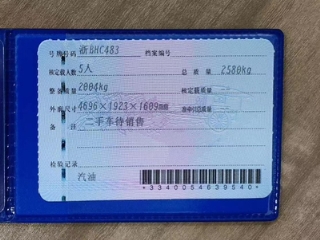 号牌号码 浙BHC483 档案编号
核定载人数 5人 总质量 2580kg
整备质量 2004kg 核定载质量
外廓尺寸 4696×1923×1609mm 准牵引总质量
备注 二手车待销售
检验记录
汽油
*3340054639540*